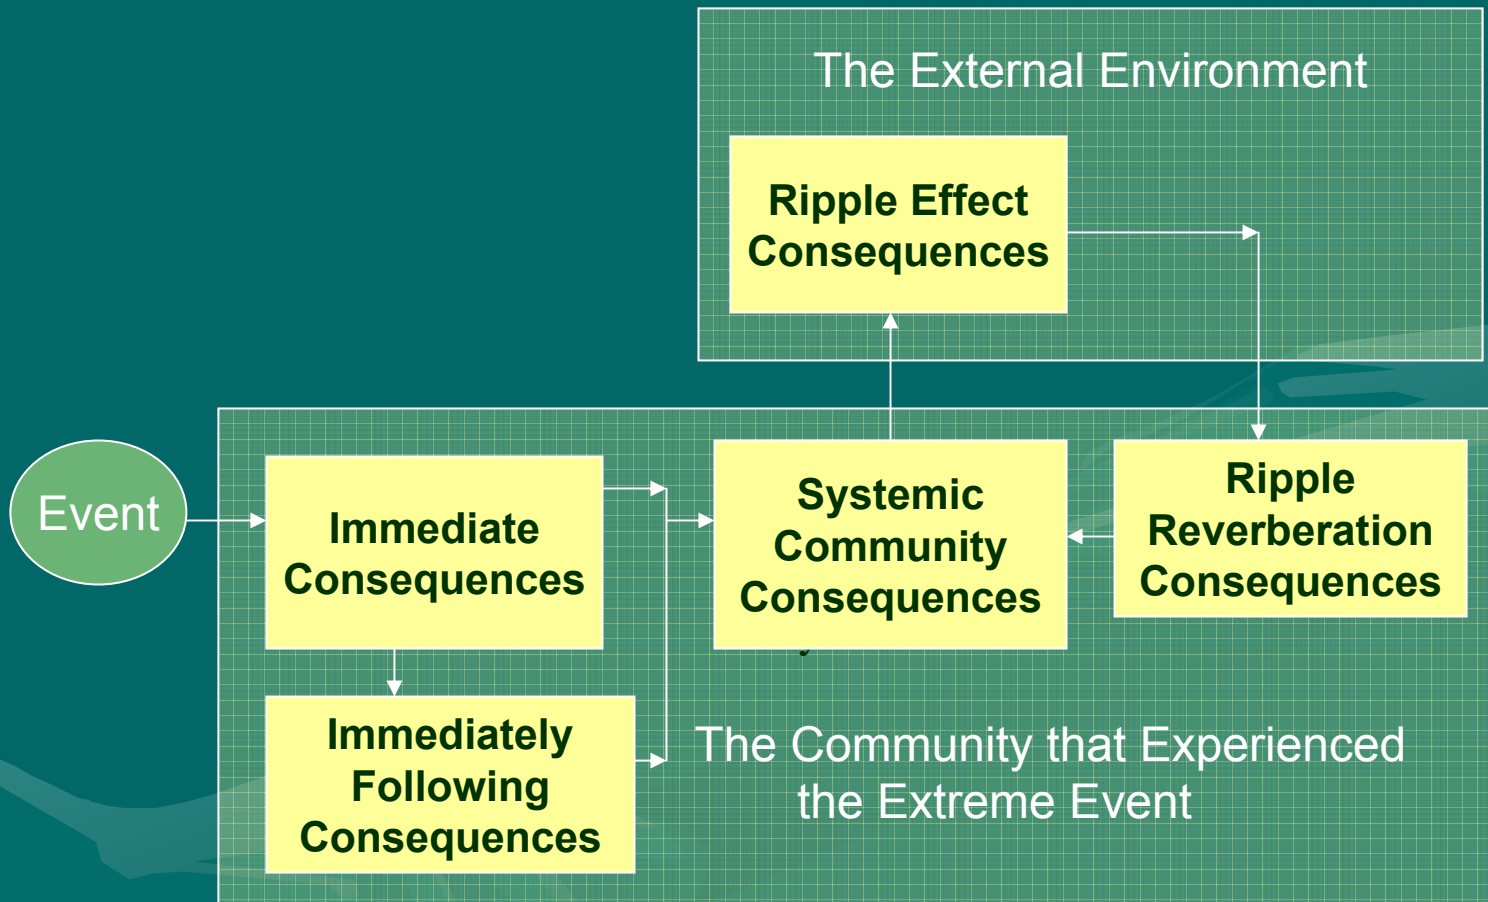 The External Environment
Ripple Effect
Consequences
Event
Immediate
Consequences
Systemic
Community
Consequences
Ripple
Reverberation
Consequences
Immediately
Following
Consequences
The Community that Experienced
the Extreme Event